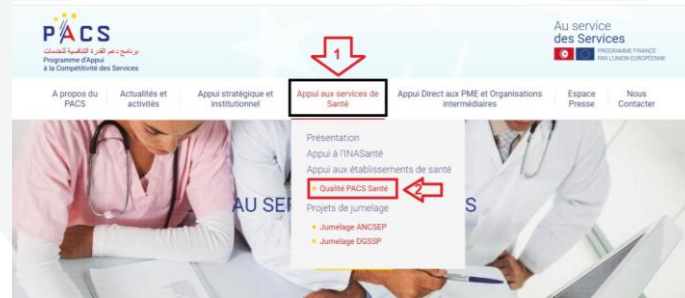 PACS
برنامج دعم القدرة التنافسية للخدمات
Programme d'Appui
à la Compétitivité des Services
Au service
des Services
PROGRAMME FINANCÉ
PAR L'UNION EUROPÉENNE
1
A propos du
PACS
Actualités et
activités
Appui stratégique et
institutionnel
Appui aux services de
Santé
Appui Direct aux PME et Organisations
intermédiaires
Espace
Presse
Nous
Contacter
Présentation
Appui à l'INASanté
Appui aux établissements de santé
Qualité PACS Santé
2
Projets de jumelage
Jumelage ANCSEP
Jumelage DGSSP
AU SER
S